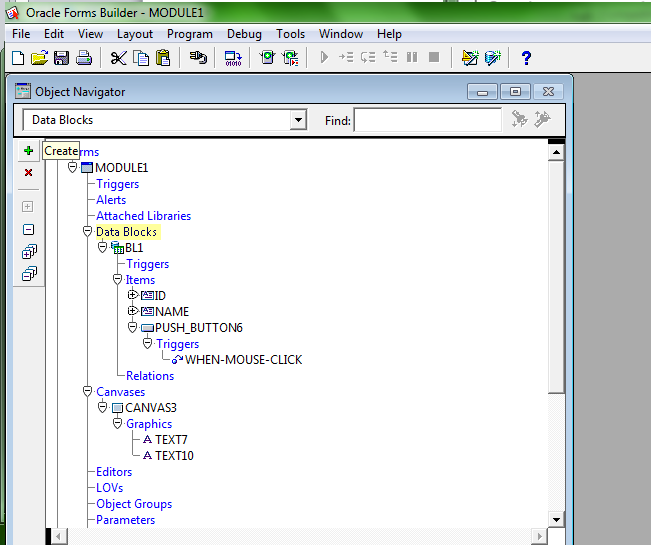 Oracle Forms Builder - MODULE1
File Edit View Layout Program Debug Tools Window Help
Object Navigator
Data Blocks Find:
Create rms
MODULE1
Triggers
Alerts
Attached Libraries
Data Blocks
BL1
Triggers
Items
ID
NAME
PUSH_BUTTON6
Triggers
WHEN-MOUSE-CLICK
Relations
Canvases
CANVAS3
Graphics
A TEXT7
A TEXT10
Editors
LOVs
Object Groups
Parameters